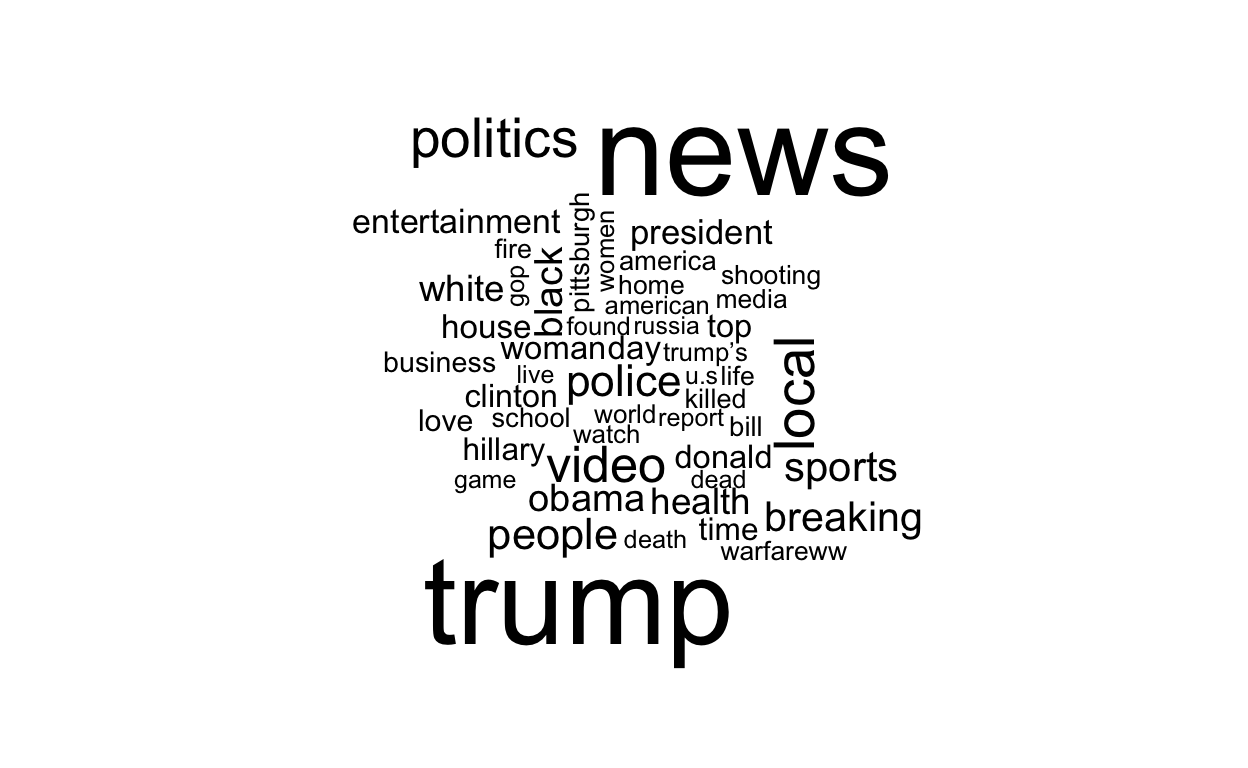 politics
news
entertainment
pittsburgh
women
president
fire
black
gop
america
white
home
shooting
american
media
house
found
russia
top
womanday
trump’s
business
live
police
u.s
life
local
clinton
killed
love
school
world
report
bill
watch
hillary
video
donald
sports
game
dead
obama
health
breaking
people
death
time
warfareww
trump